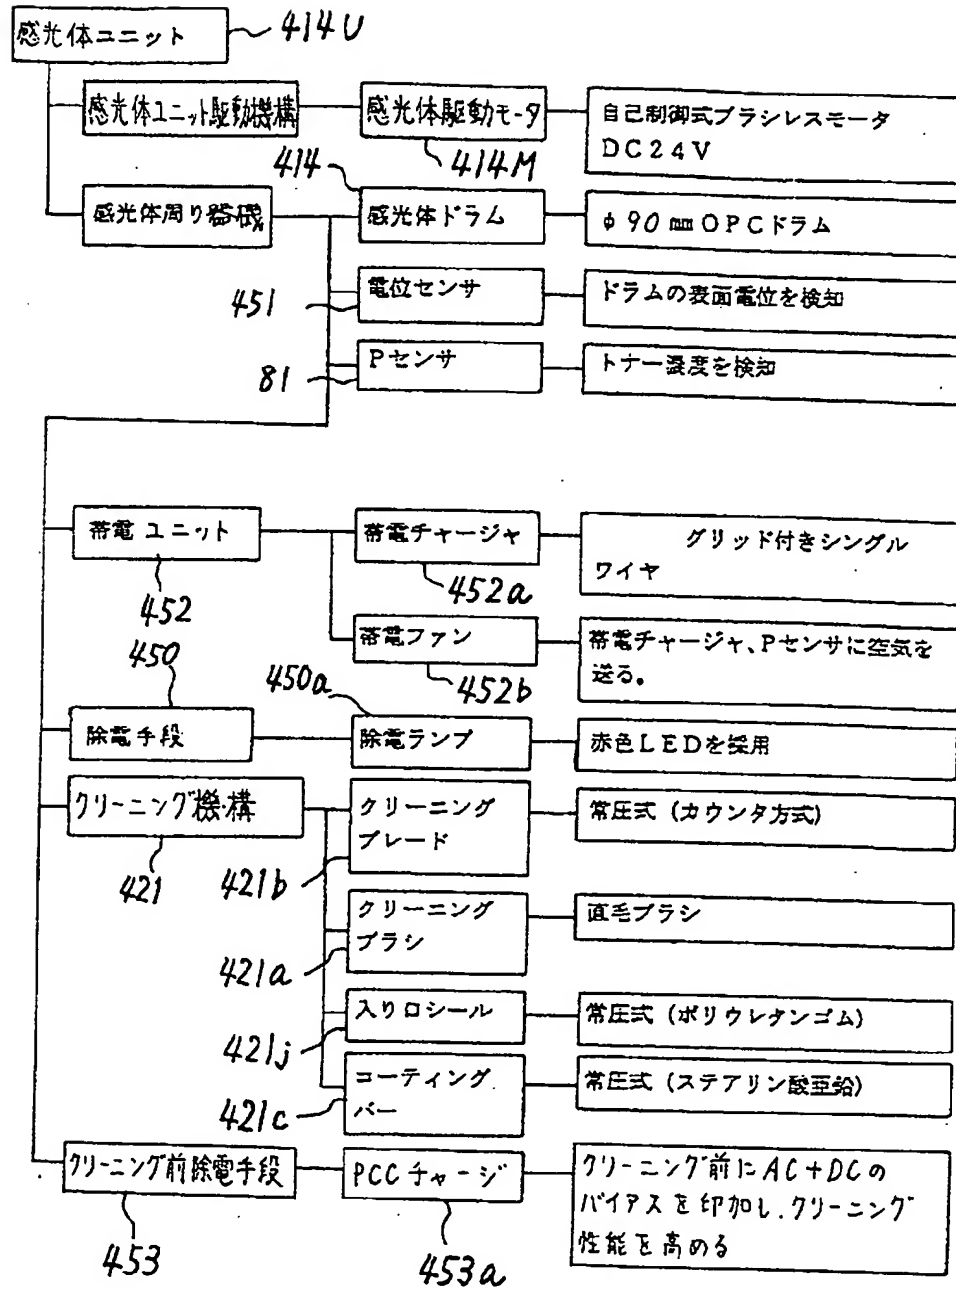 感光体ユニット
414U
感光体ユニット駆動機構
感光体駆動モータ
自己制御式ブラシレスモータ
DC24V
414M
414
感光体周り器機
感光体ドラム
φ90㎜OPCドラム
電位センサ
ドラムの表面電位を検知
451
Pセンサ
トナー濃度を検知
81
帯電ユニット
帯電チャージャ
グリッド付きシングル
ワイヤ
452a
452
帯電ファン
帯電チャージャ、Pセンサに空気を
送る。
452b
450
450a
除電手段
除電ランプ
赤色LEDを採用
クリーニング機構
クリーニング
ブレード
常圧式(カウンタ方式)
421
421b
クリーニング
ブラシ
直毛ブラシ
421a
入り口シール
常圧式(ポリウレタンゴム)
421j
コーティング
バー
常圧式(ステアリン酸亜鉛)
421c
クリーニング前除電手段
PCCチャージ
クリーニング前にAC+DCの
バイアスを印加し、クリーニング
性能を高める
453
453a